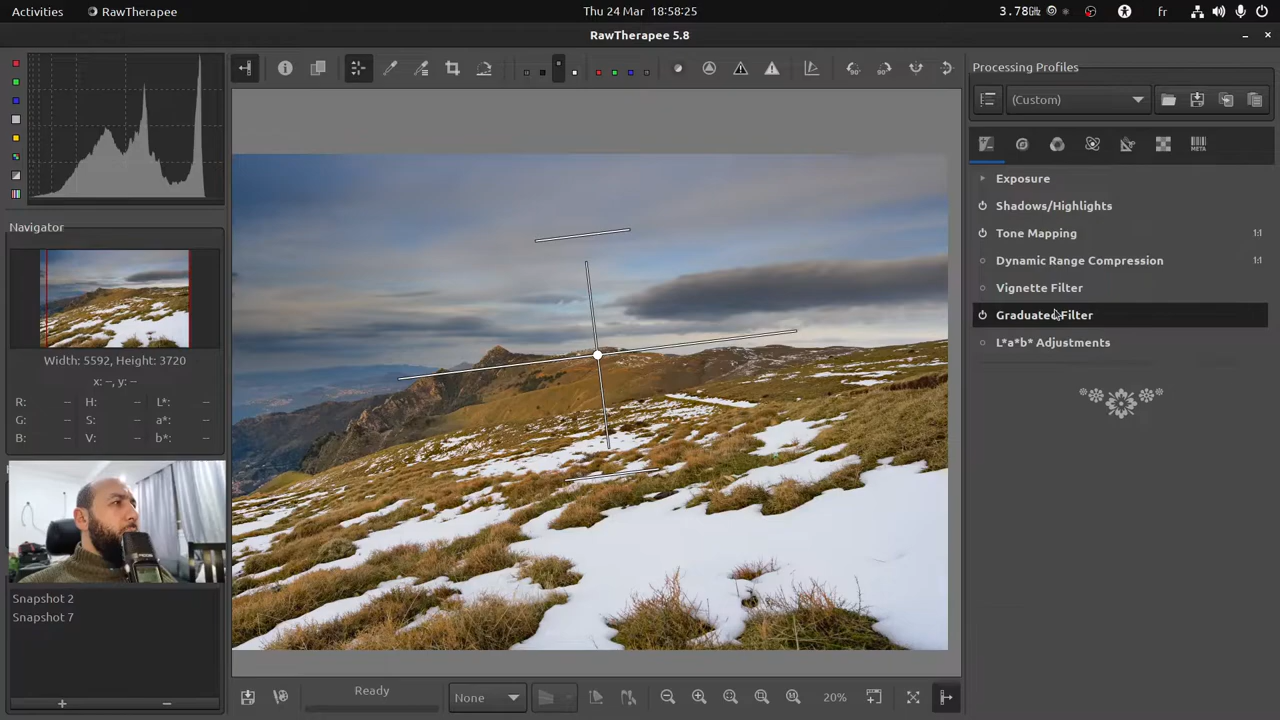 Activities
RawTherapee
Thu 24 Mar 18:58:25
3.78GHz
fr
RawTherapee 5.8
Processing Profiles
(Custom)
META
Exposure
Shadows/Highlights
Tone Mapping
1:1
Dynamic Range Compression
1:1
Vignette Filter
Graduated Filter
L*a*b* Adjustments
Navigator
Width: 5592, Height: 3720
x: –, y: –
R: – H: – L*: –
G: – S: – a*: –
B: – V: – b*: –
Snapshot 2
Snapshot 7
+ −
Ready
None
20%